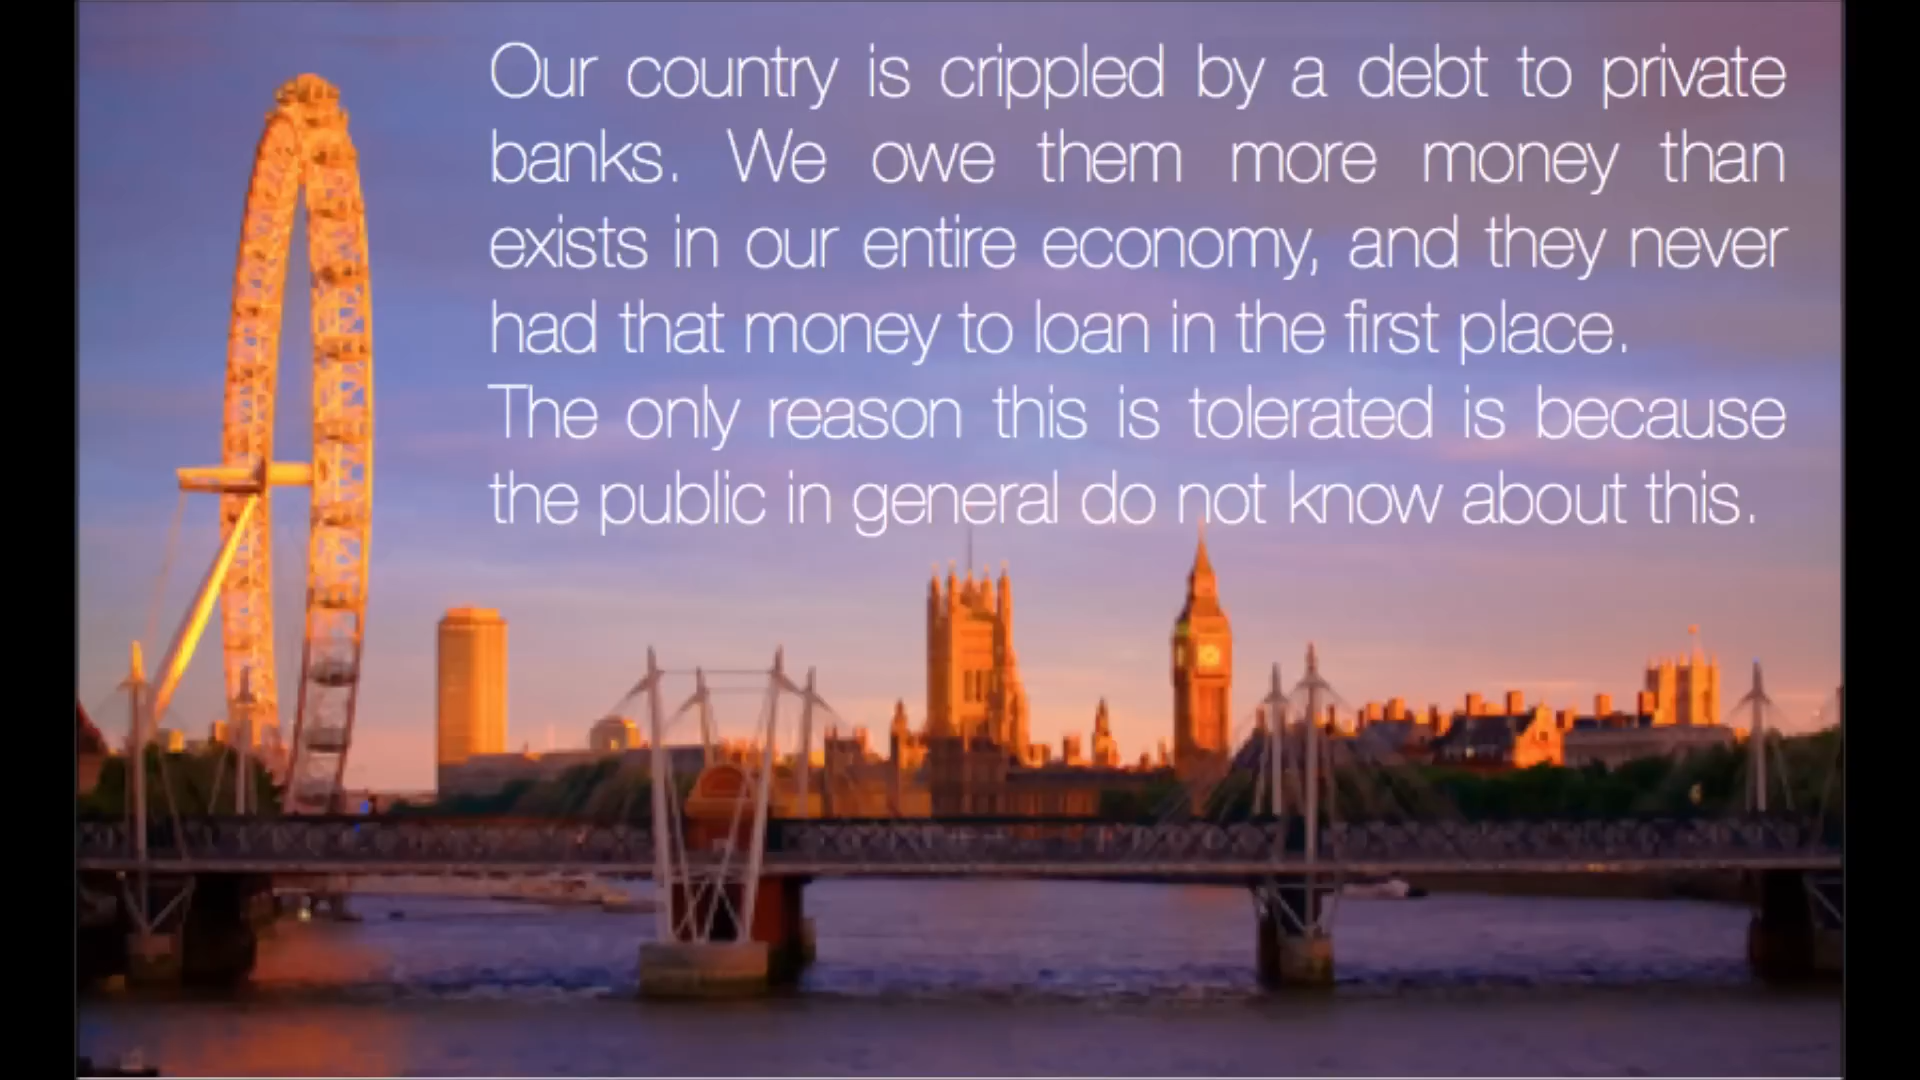 Our country is crippled by a debt to private
banks. We owe them more money than
exists in our entire economy, and they never
had that money to loan in the first place.
The only reason this is tolerated is because
the public in general do not know about this.